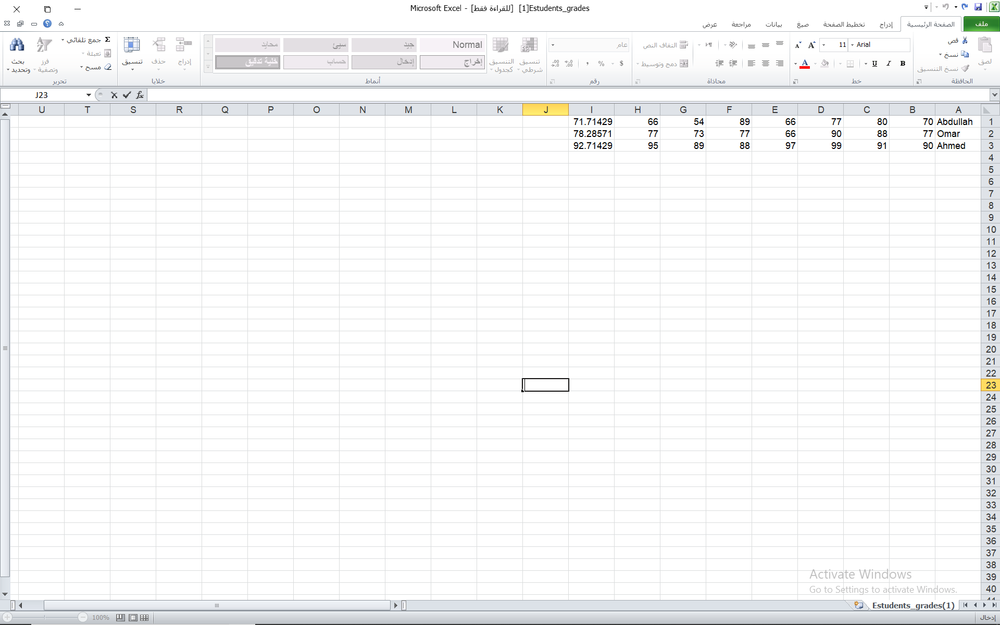 Microsoft Excel - [للقراءة فقط] [1]Estudents_grades
ملف
الصفحة الرئيسية
إدراج
تخطيط الصفحة
صيغ
بيانات
مراجعة
عرض
لصق
قص
نسخ
نسخ التنسيق
الحافظة
Arial
11
B I U
خط
التفاف النص
دمج وتوسيط
محاذاة
عام
$ %
رقم
تنسيق شرطي
التنسيق كجدول
Normal
جيد
سيئ
محايد
إخراج
إدخال
حساب
خلية تدقيق
أنماط
إدراج
حذف
تنسيق
خلايا
Σ جمع تلقائي
تعبئة
مسح
فرز وتصفية
بحث وتحديد
تحرير
J23
fx
A B C D E F G H I J K L M N O P Q R S T U
1 Abdullah 70 80 77 66 89 54 66 71.71429
2 Omar 77 88 90 66 77 73 77 78.28571
3 Ahmed 90 91 99 97 88 89 95 92.71429
4
5
6
7
8
9
10
11
12
13
14
15
16
17
18
19
20
21
22
23
24
25
26
27
28
29
30
31
32
33
34
35
36
37
38
39
40
41
Activate Windows
Go to Settings to activate Windows.
Estudents_grades(1)
إدخال
100%